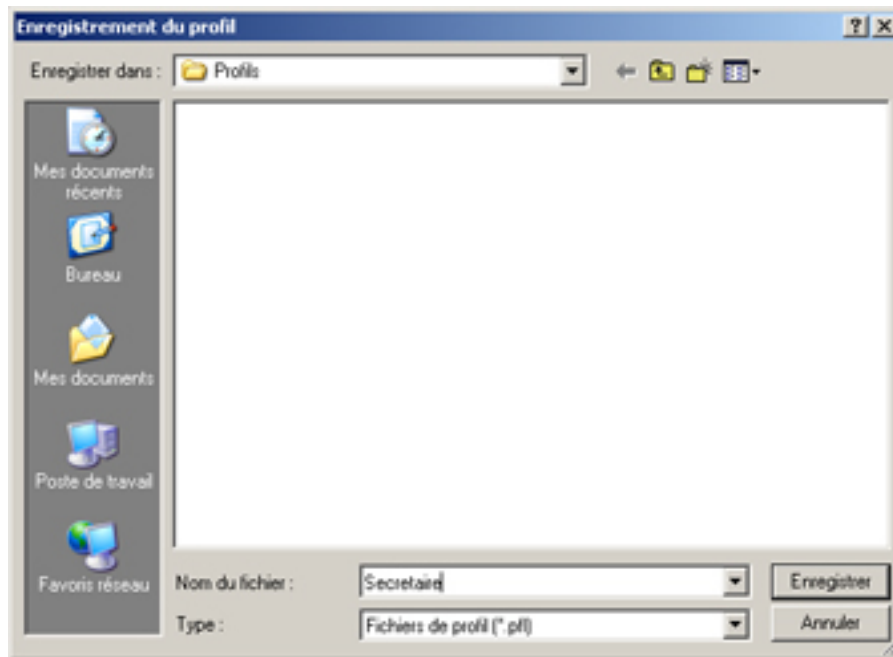 Enregistrement du profil
Enregistrer dans :
Profils
Mes documents
récents
Bureau
Mes documents
Poste de travail
Favoris réseau
Nom du fichier :
Secretaire
Enregistrer
Type :
Fichiers de profil (*.pfl)
Annuler